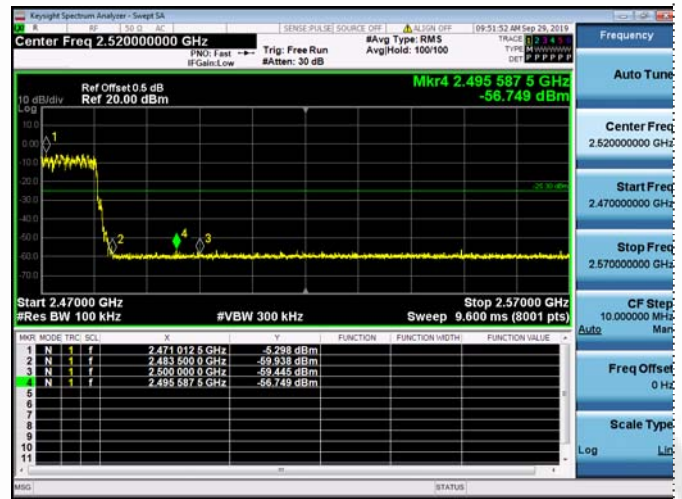 Keysight Spectrum Analyzer - Swept SA
R RF 50 Ω AC SENSE:PULSE SOURCE OFF ALIGN OFF 09:51:52 AM Sep 29, 2019
Center Freq 2.520000000 GHz
PNO: Fast
IFGain:Low
Trig: Free Run
#Atten: 30 dB
#Avg Type: RMS
Avg|Hold: 100/100
TRACE 1 2 3 4 5 6
TYPE M WWWWW
DET P P P P P P
Ref Offset 0.5 dB
Ref 20.00 dBm
10 dB/div
Log
Mkr4 2.495 587 5 GHz
-56.749 dBm
10.0
0.00
-10.0
-20.0
-30.0
-40.0
-50.0
-60.0
-70.0
1
2
4
3
Start 2.47000 GHz
#Res BW 100 kHz
#VBW 300 kHz
Stop 2.57000 GHz
Sweep 9.600 ms (8001 pts)
MKR MODE TRC SCL X Y FUNCTION FUNCTION WIDTH FUNCTION VALUE
1 N 1 f 2.471 012 5 GHz -5.298 dBm
2 N 1 f 2.483 500 0 GHz -59.938 dBm
3 N 1 f 2.500 000 0 GHz -59.445 dBm
4 N 1 f 2.495 587 5 GHz -56.749 dBm
5
6
7
8
9
10
11
MSG
STATUS
Frequency
Auto Tune
Center Freq
2.520000000 GHz
Start Freq
2.470000000 GHz
Stop Freq
2.570000000 GHz
CF Step
10.000000 MHz
Auto Man
Freq Offset
0 Hz
Scale Type
Log Lin